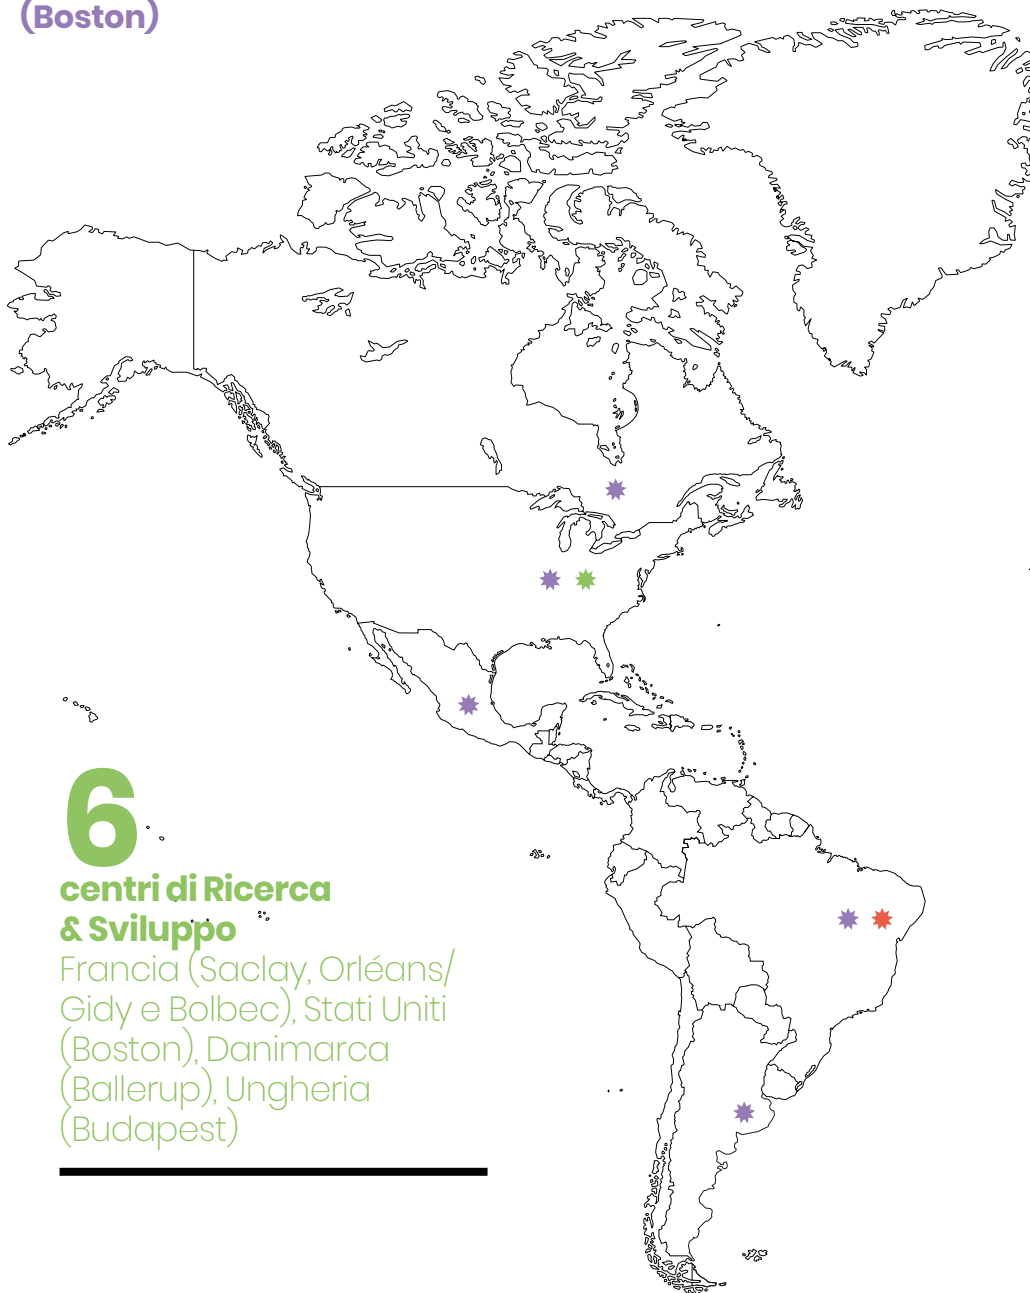 (Boston)
6
centri di Ricerca
& Sviluppo
Francia (Saclay, Orléans/
Gidy e Bolbec), Stati Uniti
(Boston), Danimarca
(Ballerup), Ungheria
(Budapest)